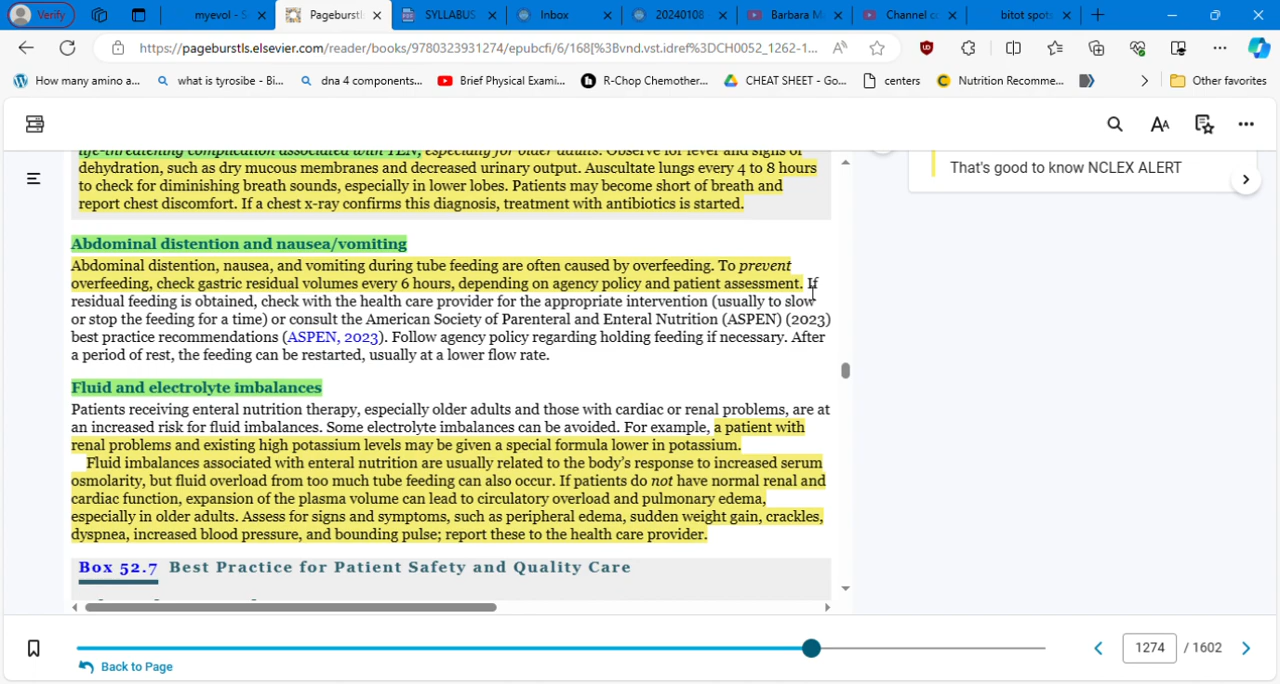 Verify
myevol - S
Pageburstl
SYLLABUS
Inbox
20240108
Barbara M
Channel c
bitot spots
https://pageburstls.elsevier.com/reader/books/9780323931274/epubcfi/6/168[%3Bvnd.vst.idref%3DCH0052_1262-1...
How many amino a...
what is tyrosibe - Bi...
dna 4 components...
Brief Physical Exami...
R-Chop Chemother...
CHEAT SHEET - Go...
centers
Nutrition Recomme...
Other favorites
life-threatening complication associated with TEN, especially for older adults. Observe for fever and signs of
dehydration, such as dry mucous membranes and decreased urinary output. Auscultate lungs every 4 to 8 hours
to check for diminishing breath sounds, especially in lower lobes. Patients may become short of breath and
report chest discomfort. If a chest x-ray confirms this diagnosis, treatment with antibiotics is started.
That's good to know NCLEX ALERT
Abdominal distention and nausea/vomiting
Abdominal distention, nausea, and vomiting during tube feeding are often caused by overfeeding. To prevent
overfeeding, check gastric residual volumes every 6 hours, depending on agency policy and patient assessment. If
residual feeding is obtained, check with the health care provider for the appropriate intervention (usually to slow
or stop the feeding for a time) or consult the American Society of Parenteral and Enteral Nutrition (ASPEN) (2023)
best practice recommendations (ASPEN, 2023). Follow agency policy regarding holding feeding if necessary. After
a period of rest, the feeding can be restarted, usually at a lower flow rate.
Fluid and electrolyte imbalances
Patients receiving enteral nutrition therapy, especially older adults and those with cardiac or renal problems, are at
an increased risk for fluid imbalances. Some electrolyte imbalances can be avoided. For example, a patient with
renal problems and existing high potassium levels may be given a special formula lower in potassium.
Fluid imbalances associated with enteral nutrition are usually related to the body's response to increased serum
osmolarity, but fluid overload from too much tube feeding can also occur. If patients do not have normal renal and
cardiac function, expansion of the plasma volume can lead to circulatory overload and pulmonary edema,
especially in older adults. Assess for signs and symptoms, such as peripheral edema, sudden weight gain, crackles,
dyspnea, increased blood pressure, and bounding pulse; report these to the health care provider.
Box 52.7 Best Practice for Patient Safety and Quality Care
1274 / 1602
Back to Page